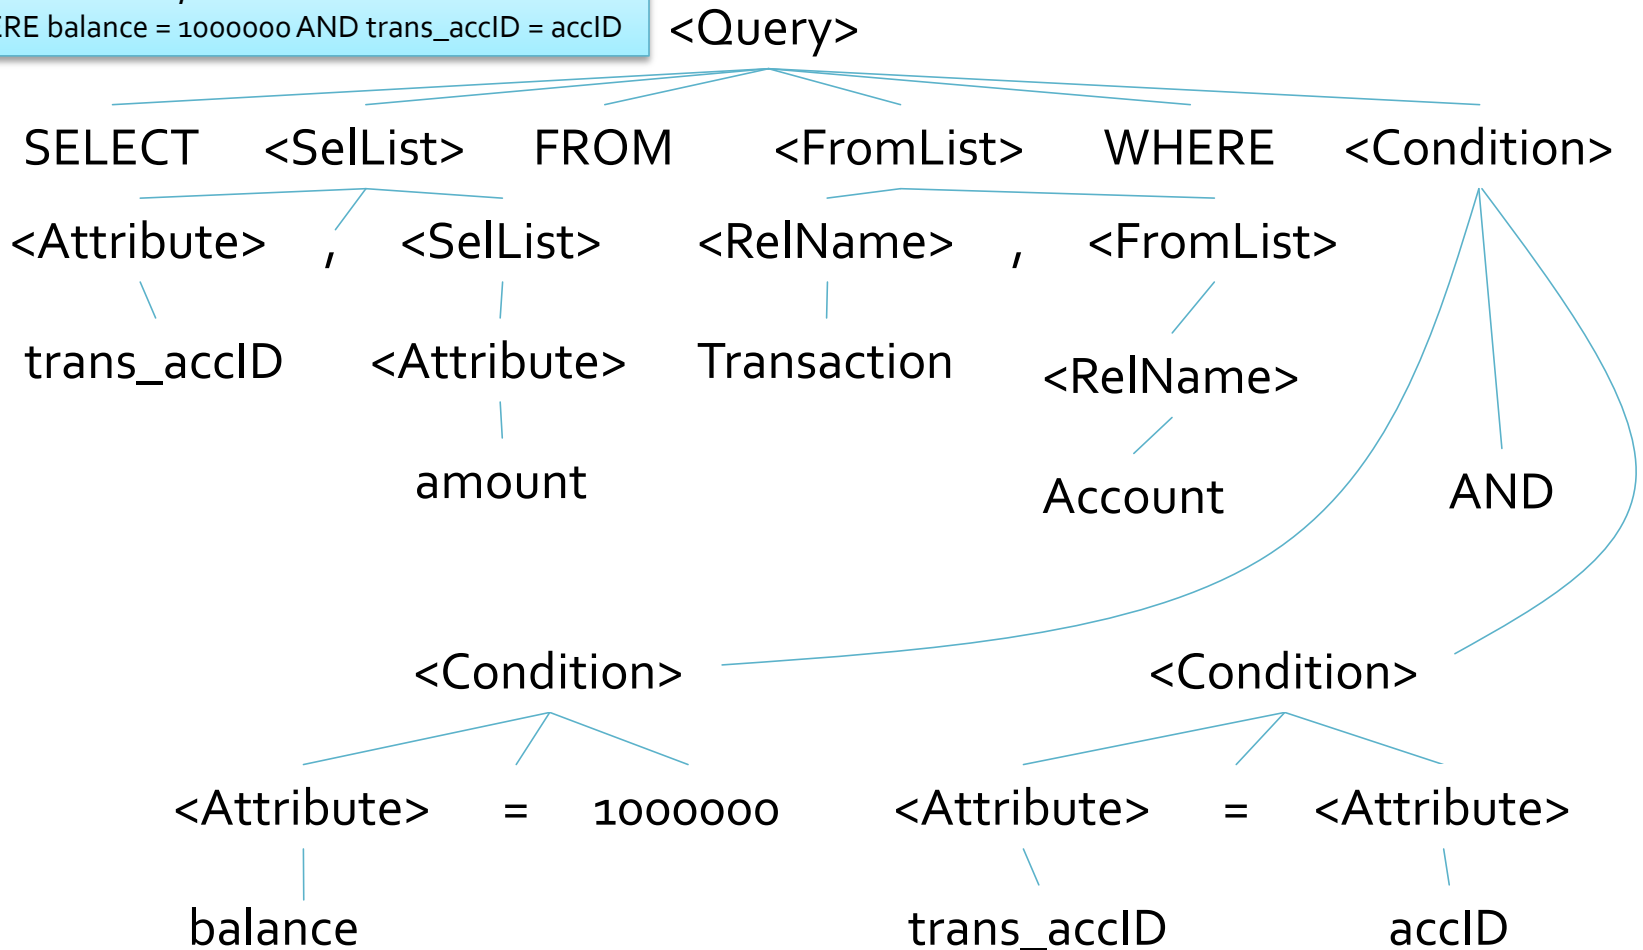 ERE balance = 1000000 AND trans_accID = accID
<Query>
SELECT <SelList> FROM <FromList> WHERE <Condition>
<Attribute> , <SelList> <RelName> , <FromList>
trans_accID <Attribute> Transaction <RelName>
amount Account AND
<Condition> <Condition>
<Attribute> = 1000000 <Attribute> = <Attribute>
balance trans_accID accID